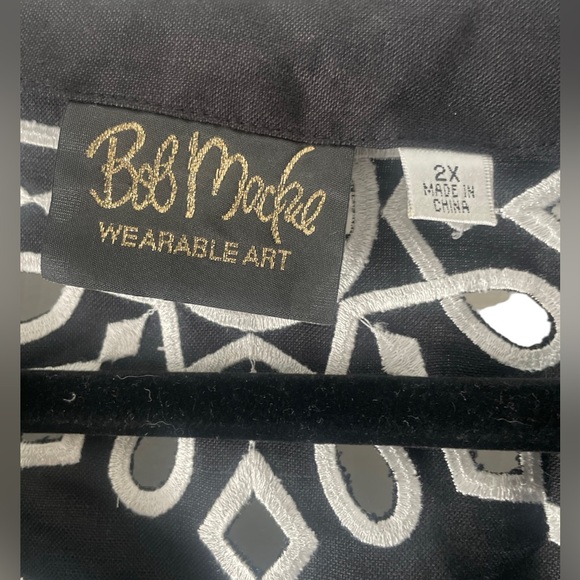 Bob Mackie
WEARABLE ART
2X
MADE IN
CHINA